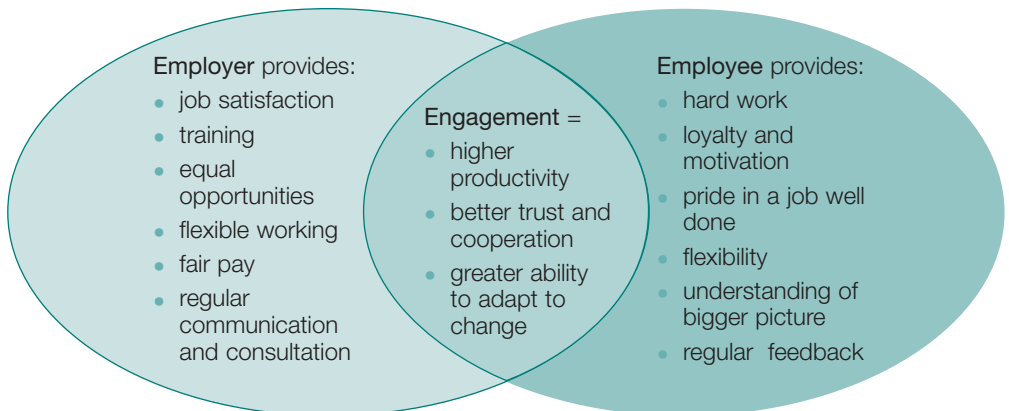 Employer provides:
• job satisfaction
• training
• equal
opportunities
• flexible working
• fair pay
• regular
communication
and consultation
Engagement =
• higher
productivity
• better trust and
cooperation
• greater ability
to adapt to
change
Employee provides:
• hard work
• loyalty and
motivation
• pride in a job well
done
• flexibility
• understanding of
bigger picture
• regular feedback